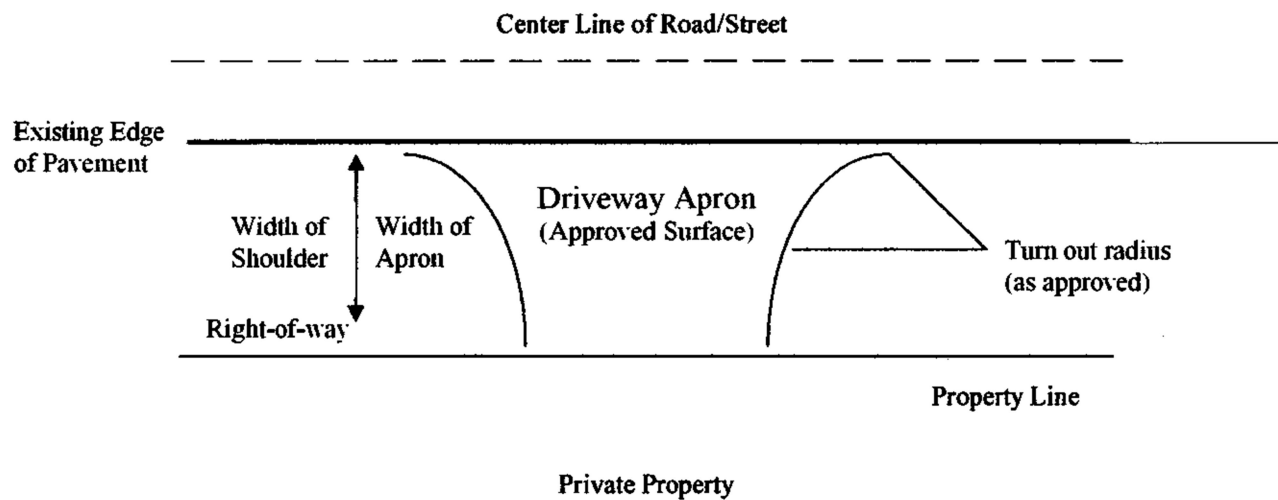 Center Line of Road/Street
Existing Edge
of Pavement
Driveway Apron
(Approved Surface)
Width of
Shoulder
Width of
Apron
Turn out radius
(as approved)
Right-of-way
Property Line
Private Property